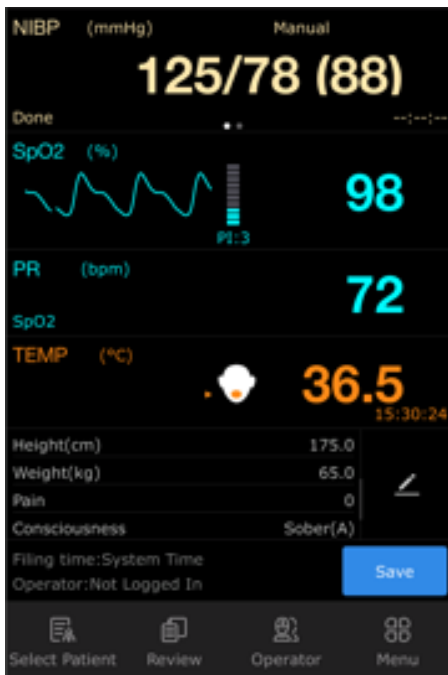 NIBP (mmHg) Manual
125/78 (88)
Done --:--:--
SpO2 (%)
98
PI:3
PR (bpm)
72
SpO2
TEMP (°C)
36.5
15:30:24
Height(cm) 175.0
Weight(kg) 65.0
Pain 0
Consciousness Sober(A)
Filing time:System Time
Operator:Not Logged In
Save
Select Patient Review Operator Menu